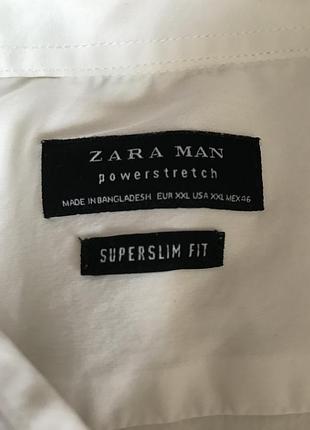 ZARA MAN
powerstretch
MADE IN BANGLADESH EUR XXL USA XXL MEX 46
SUPERSLIM FIT